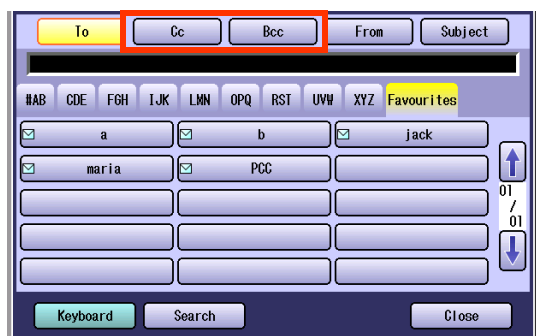 To Cc Bcc From Subject
#AB CDE FGH IJK LMN OPQ RST UVW XYZ Favourites
a b jack
maria PCC
01
/
01
Keyboard Search Close